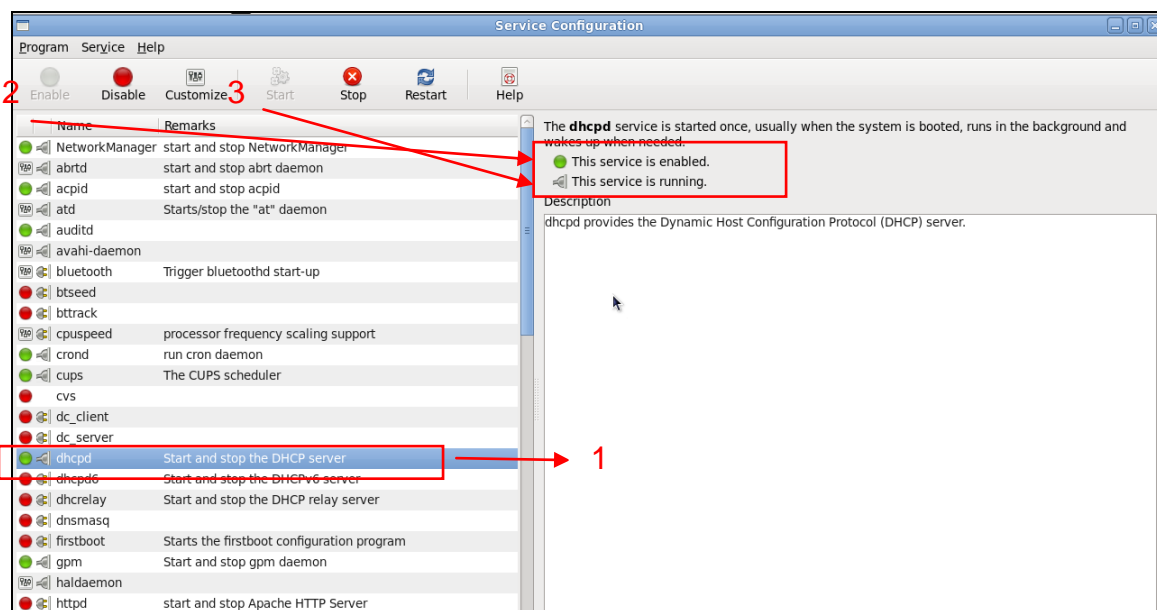 Service Configuration
Program Service Help
2 Enable Disable Customize 3 Start Stop Restart Help
Name Remarks
NetworkManager start and stop NetworkManager
abrtd start and stop abrt daemon
acpid start and stop acpid
atd Starts/stop the "at" daemon
auditd
avahi-daemon
bluetooth Trigger bluetoothd start-up
btseed
bttrack
cpuspeed processor frequency scaling support
crond run cron daemon
cups The CUPS scheduler
cvs
dc_client
dc_server
dhcpd Start and stop the DHCP server
dhcpd6 Start and stop the DHCPv6 server
dhcrelay Start and stop the DHCP relay server
dnsmasq
firstboot Starts the firstboot configuration program
gpm Start and stop gpm daemon
haldaemon
httpd start and stop Apache HTTP Server
The dhcpd service is started once, usually when the system is booted, runs in the background and
wakes up when needed.
This service is enabled.
This service is running.
Description
dhcpd provides the Dynamic Host Configuration Protocol (DHCP) server.
1